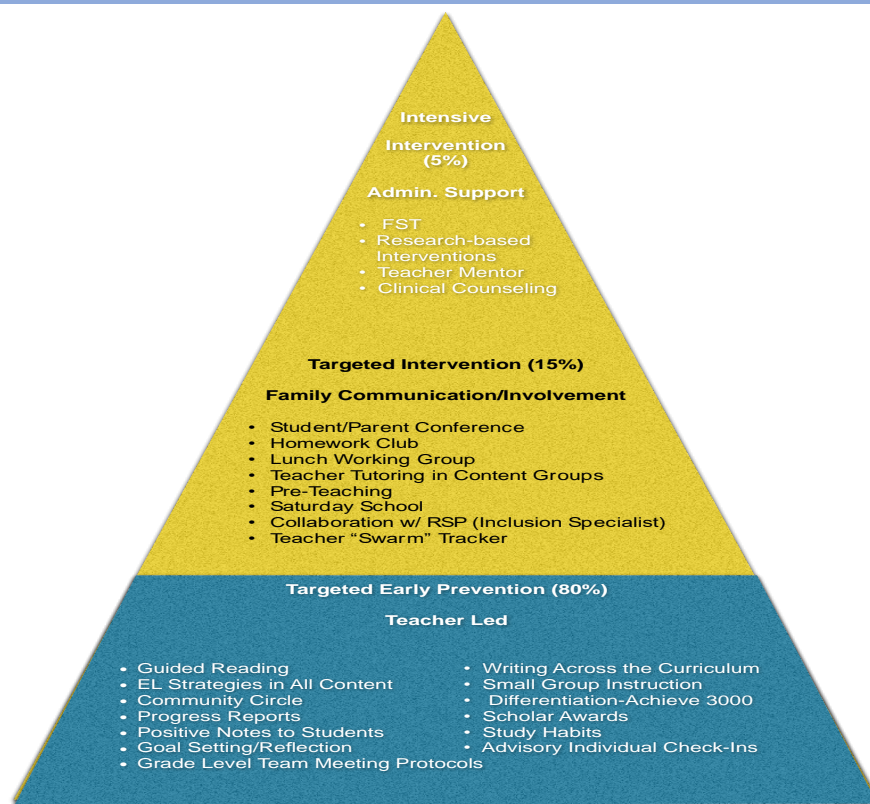 Intensive
Intervention
(5%)
Admin. Support
• FST
• Research-based
Interventions
• Teacher Mentor
• Clinical Counseling
Targeted Intervention (15%)
Family Communication/Involvement
• Student/Parent Conference
• Homework Club
• Lunch Working Group
• Teacher Tutoring in Content Groups
• Pre-Teaching
• Saturday School
• Collaboration w/ RSP (Inclusion Specialist)
• Teacher “Swarm” Tracker
Targeted Early Prevention (80%)
Teacher Led
• Guided Reading
• EL Strategies in All Content
• Community Circle
• Progress Reports
• Positive Notes to Students
• Goal Setting/Reflection
• Grade Level Team Meeting Protocols
• Writing Across the Curriculum
• Small Group Instruction
• Differentiation-Achieve 3000
• Scholar Awards
• Study Habits
• Advisory Individual Check-Ins